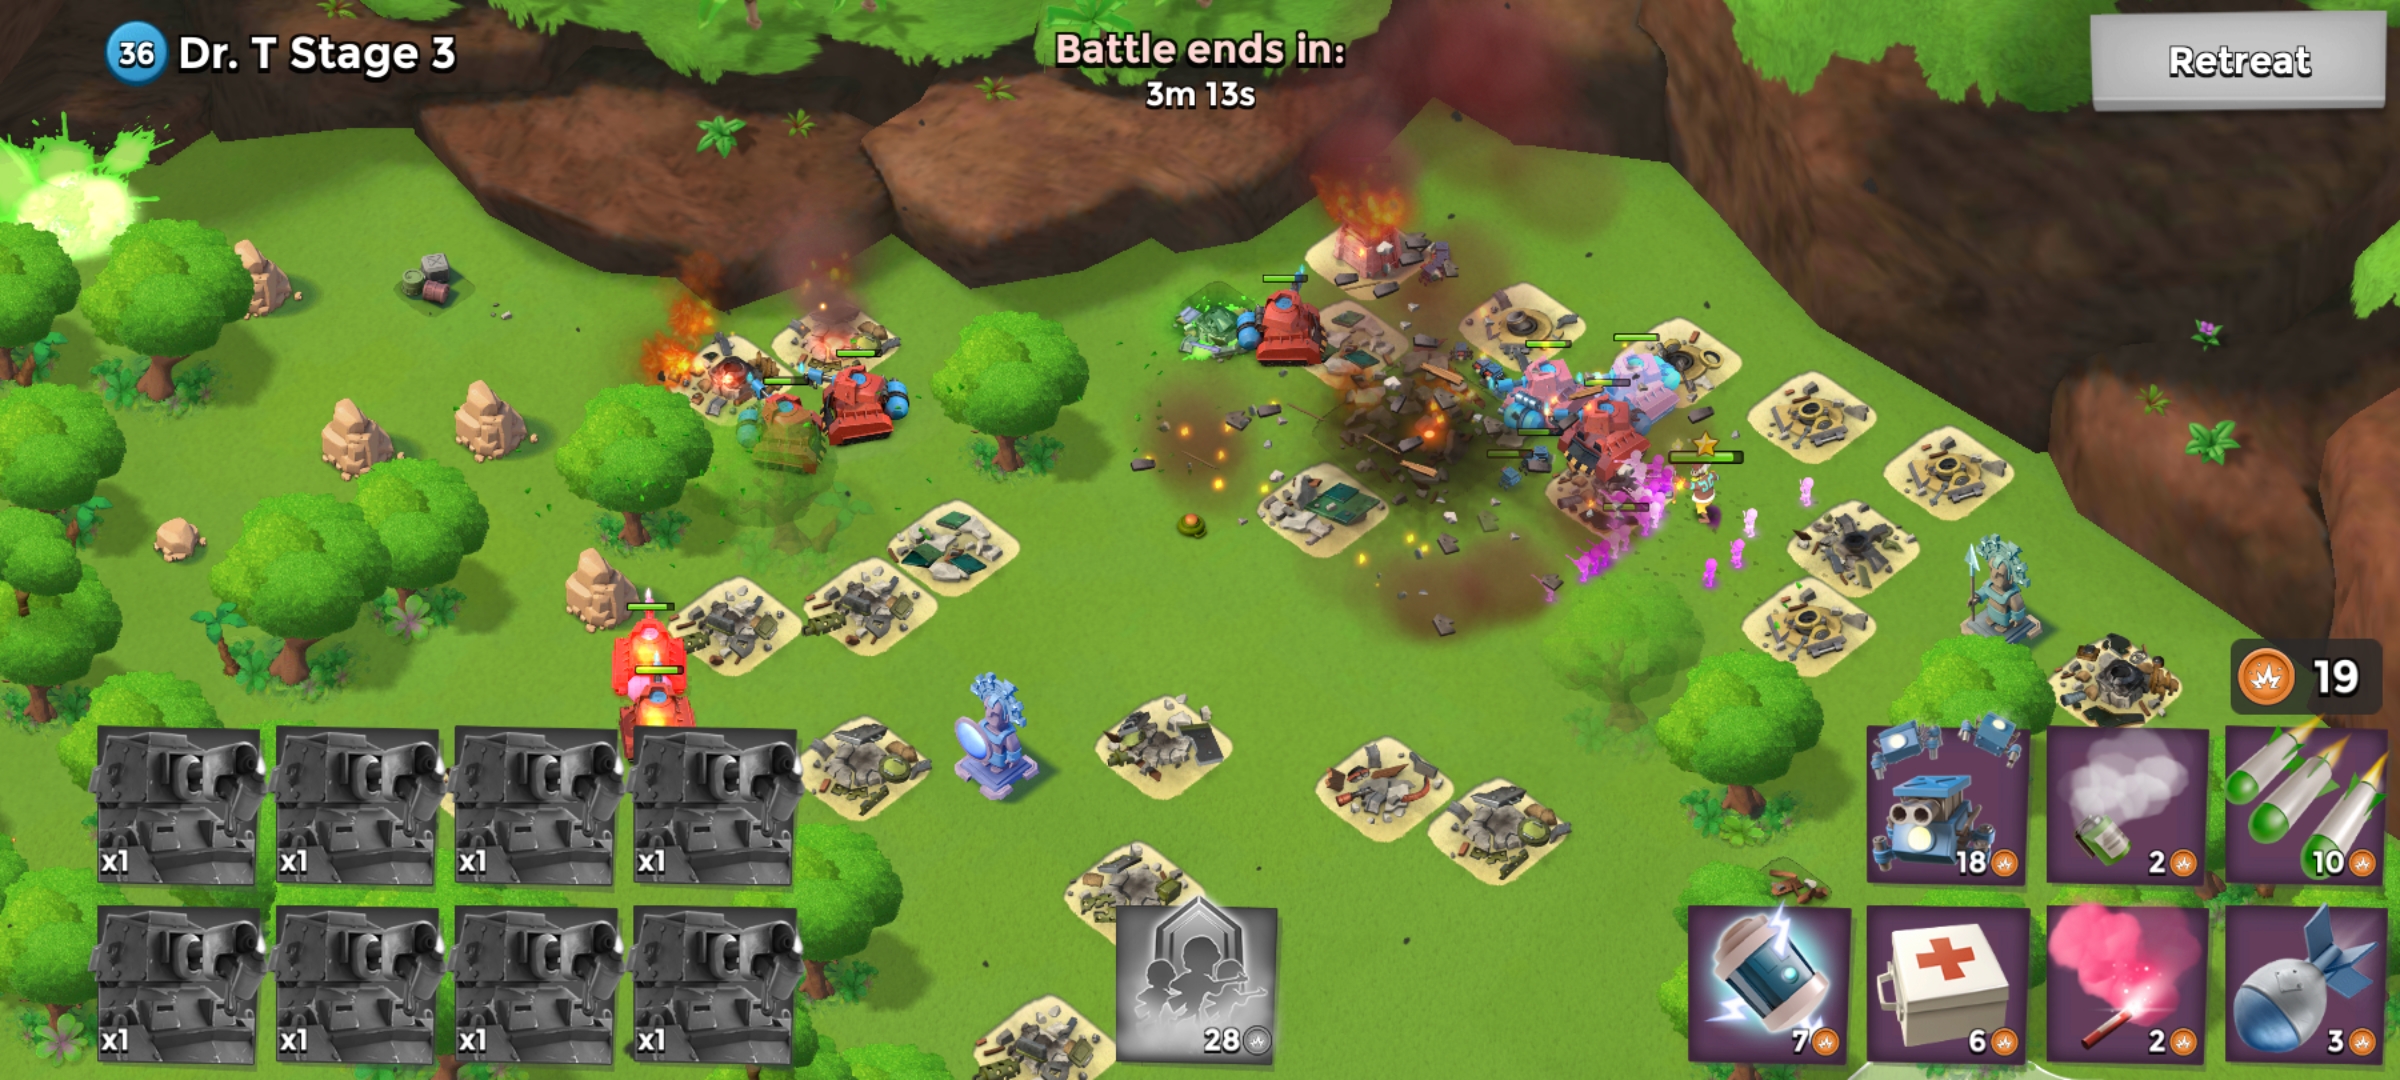 36 Dr. T Stage 3
Battle ends in:
3m 13s
Retreat
19
18
2
10
x1
x1
x1
x1
7
6
2
3
x1
x1
x1
x1
28